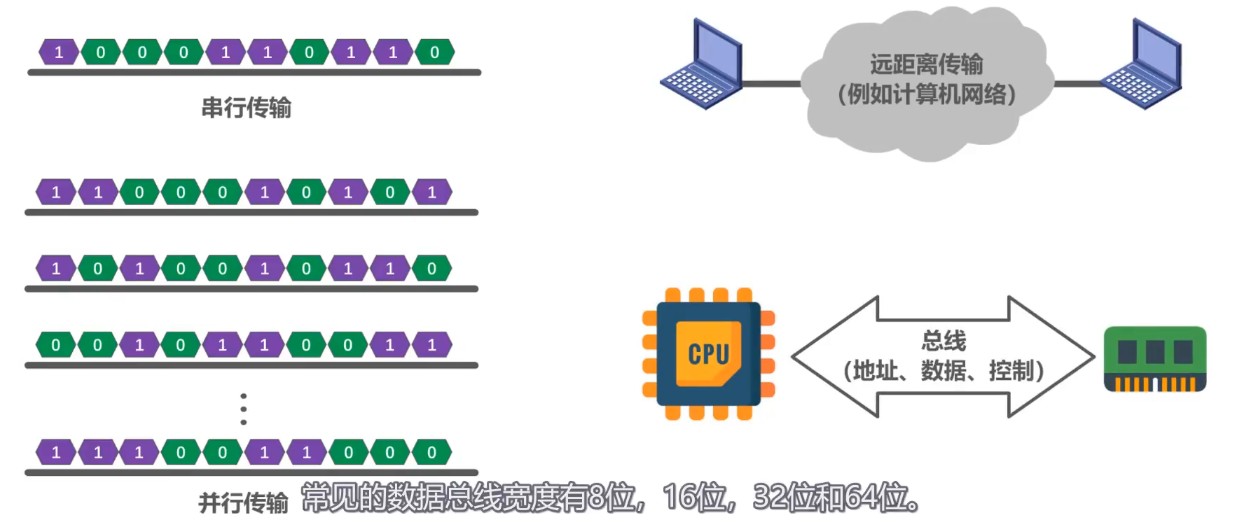 1 0 0 0 1 1 0 1 1 0
串行传输
1 1 0 0 0 1 0 1 0 1
1 0 1 0 0 1 0 1 1 0
0 0 1 0 1 1 0 0 1 1
1 1 1 0 0 1 1 0 0 0
并行传输
远距离传输
（例如计算机网络）
CPU
总线
（地址、数据、控制）
常见的数据总线宽度有8位，16位，32位和64位。